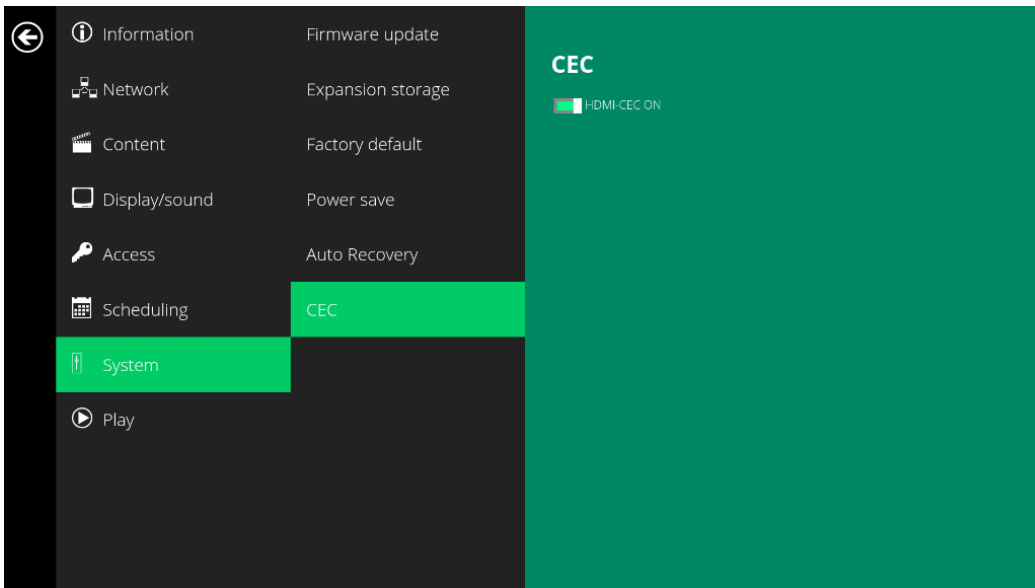 Information
Network
Content
Display/sound
Access
Scheduling
System
Play
Firmware update
Expansion storage
Factory default
Power save
Auto Recovery
CEC
CEC
HDMI-CEC ON